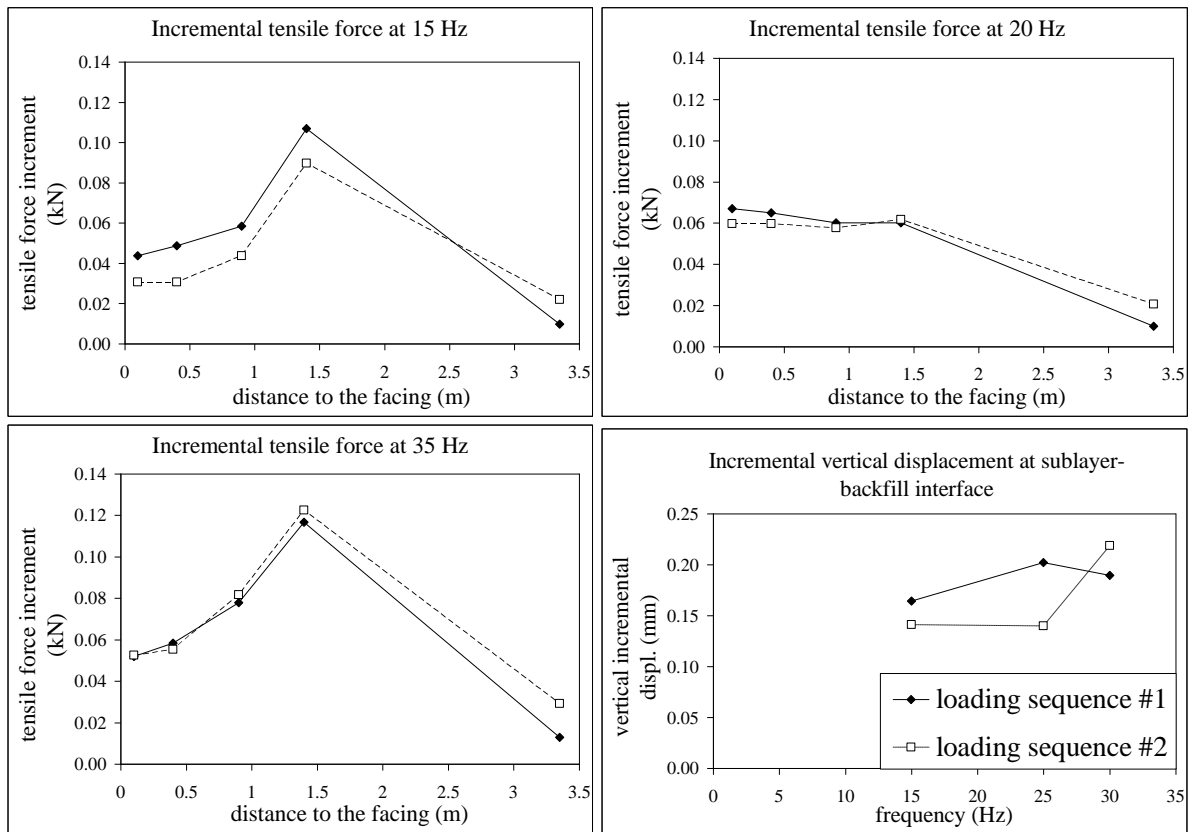 Incremental tensile force at 15 Hz
0.14
0.12
0.10
0.08
0.06
0.04
0.02
0.00
tensile force increment
(kN)
0 0.5 1 1.5 2 2.5 3 3.5
distance to the facing (m)
Incremental tensile force at 20 Hz
0.14
0.12
0.10
0.08
0.06
0.04
0.02
0.00
tensile force increment
(kN)
0 0.5 1 1.5 2 2.5 3 3.5
distance to the facing (m)
Incremental tensile force at 35 Hz
0.14
0.12
0.10
0.08
0.06
0.04
0.02
0.00
tensile force increment
(kN)
0 0.5 1 1.5 2 2.5 3 3.5
distance to the facing (m)
Incremental vertical displacement at sublayer-
backfill interface
0.25
0.20
0.15
0.10
0.05
0.00
vertical incremental
displ. (mm)
loading sequence #1
loading sequence #2
0 5 10 15 20 25 30 35
frequency (Hz)